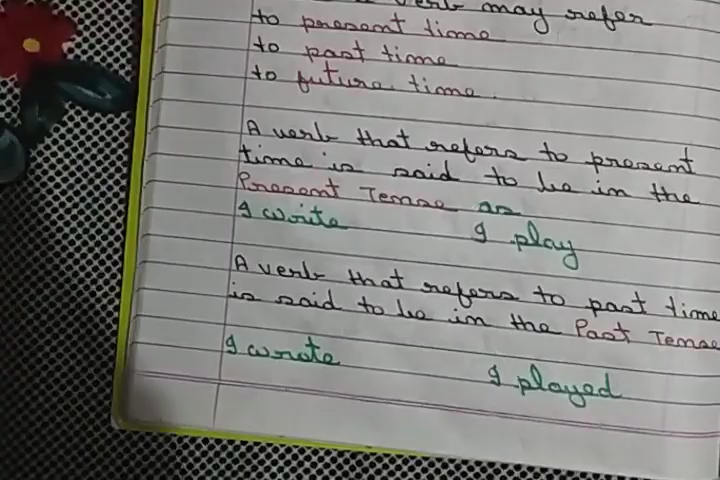 verb may refer
to present time
to past time
to future time.
A verb that refers to present
time is said to be in the
Present Tense as
I write I play
A verb that refers to past time
is said to be in the Past Tense
I wrote I played